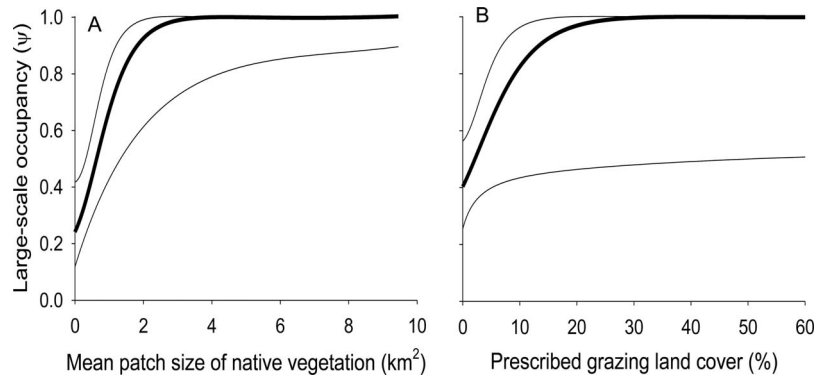 A
B
Large-scale occupancy (ψ)
1.0
0.8
0.6
0.4
0.2
0.0
0 2 4 6 8 10
0 10 20 30 40 50 60
Mean patch size of native vegetation (km²)
Prescribed grazing land cover (%)